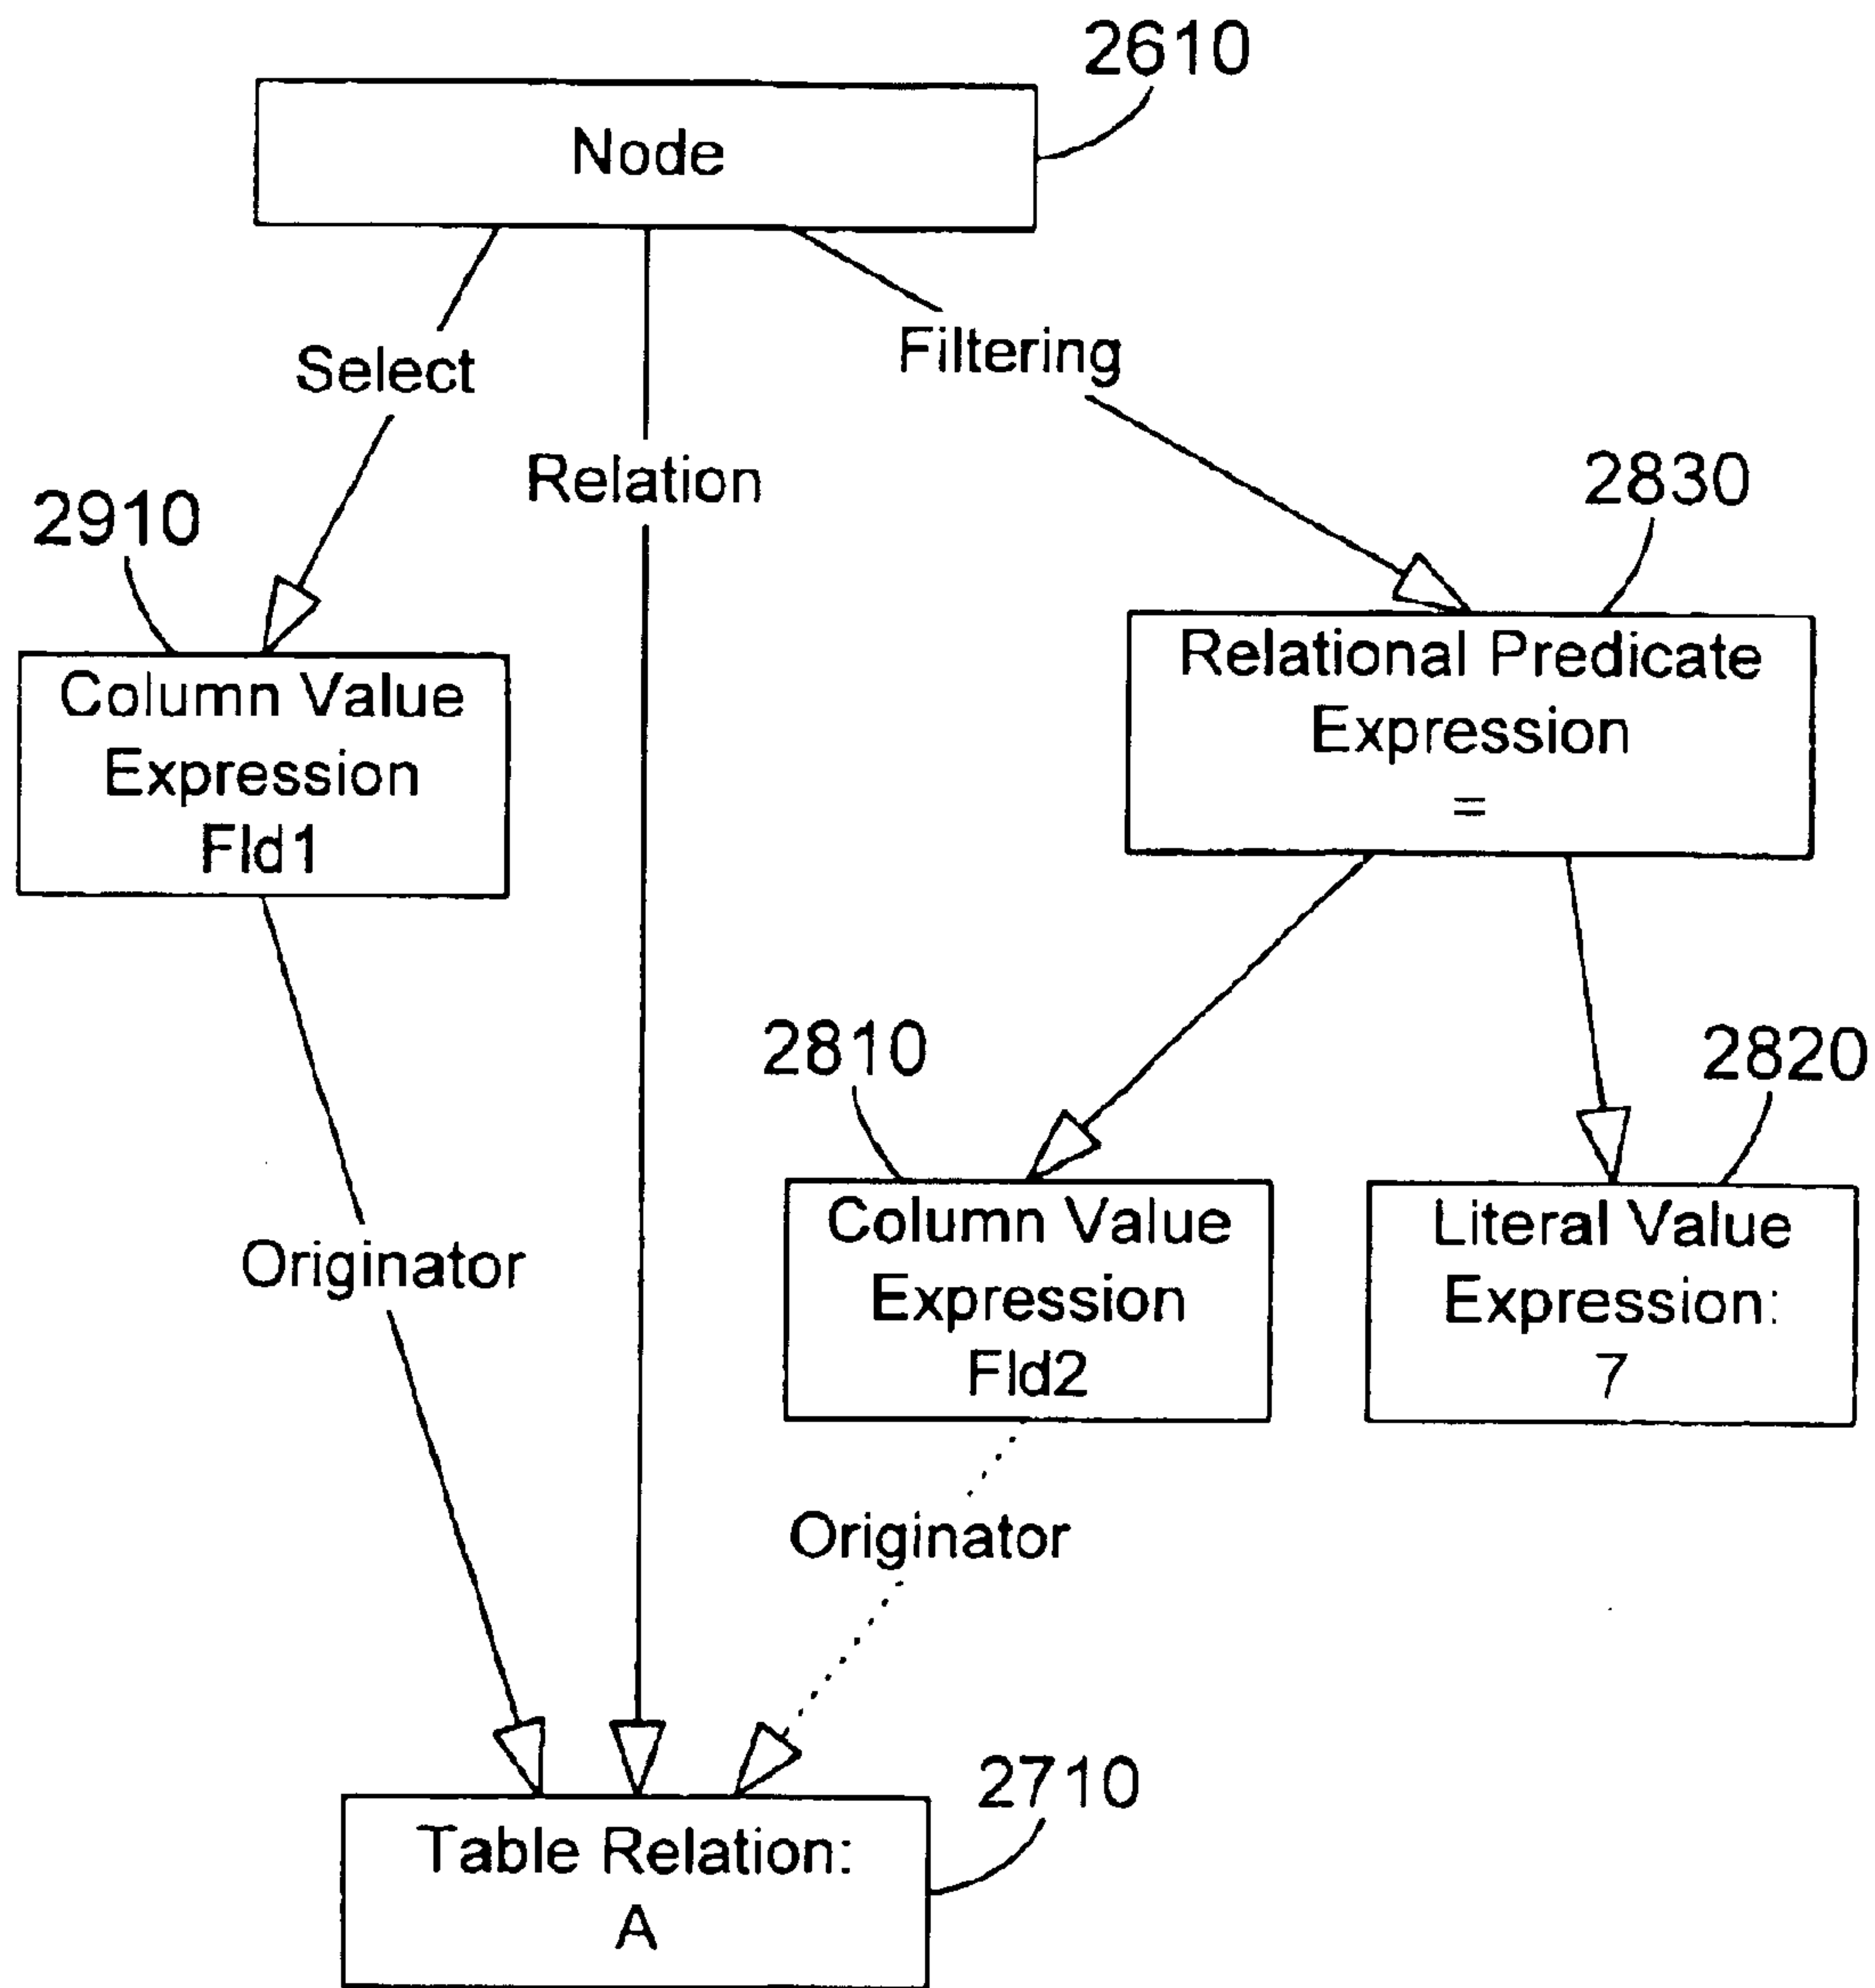 2610
Node
Select
Filtering
Relation
2910
2830
Column Value
Expression
Fld1
Relational Predicate
Expression
=
2810
2820
Originator
Column Value
Expression
Fld2
Literal Value
Expression:
7
Originator
2710
Table Relation:
A